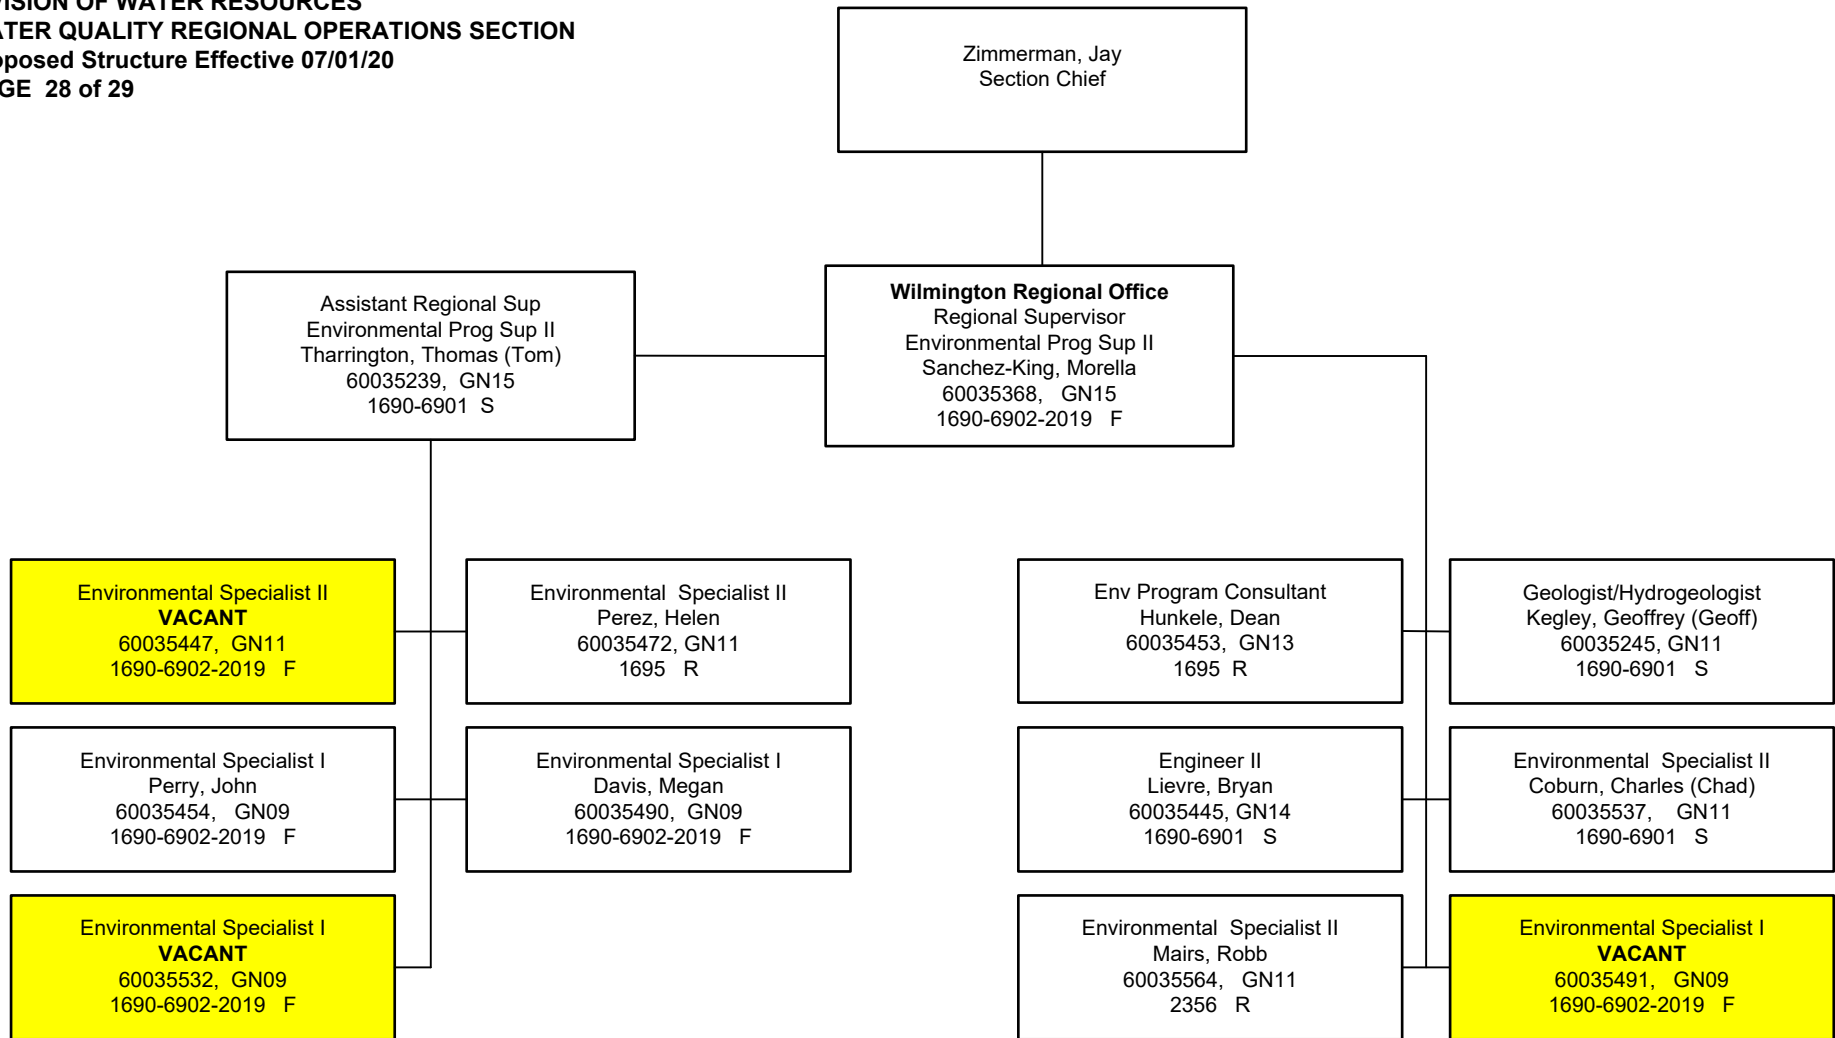 VISION OF WATER RESOURCES
ATER QUALITY REGIONAL OPERATIONS SECTION
oposed Structure Effective 07/01/20
GE 28 of 29
Zimmerman, Jay
Section Chief
Assistant Regional Sup
Environmental Prog Sup II
Tharrington, Thomas (Tom)
60035239, GN15
1690-6901 S
Wilmington Regional Office
Regional Supervisor
Environmental Prog Sup II
Sanchez-King, Morella
60035368, GN15
1690-6902-2019 F
Environmental Specialist II
VACANT
60035447, GN11
1690-6902-2019 F
Environmental Specialist II
Perez, Helen
60035472, GN11
1695 R
Env Program Consultant
Hunkele, Dean
60035453, GN13
1695 R
Geologist/Hydrogeologist
Kegley, Geoffrey (Geoff)
60035245, GN11
1690-6901 S
Environmental Specialist I
Perry, John
60035454, GN09
1690-6902-2019 F
Environmental Specialist I
Davis, Megan
60035490, GN09
1690-6902-2019 F
Engineer II
Lievre, Bryan
60035445, GN14
1690-6901 S
Environmental Specialist II
Coburn, Charles (Chad)
60035537, GN11
1690-6901 S
Environmental Specialist I
VACANT
60035532, GN09
1690-6902-2019 F
Environmental Specialist II
Mairs, Robb
60035564, GN11
2356 R
Environmental Specialist I
VACANT
60035491, GN09
1690-6902-2019 F